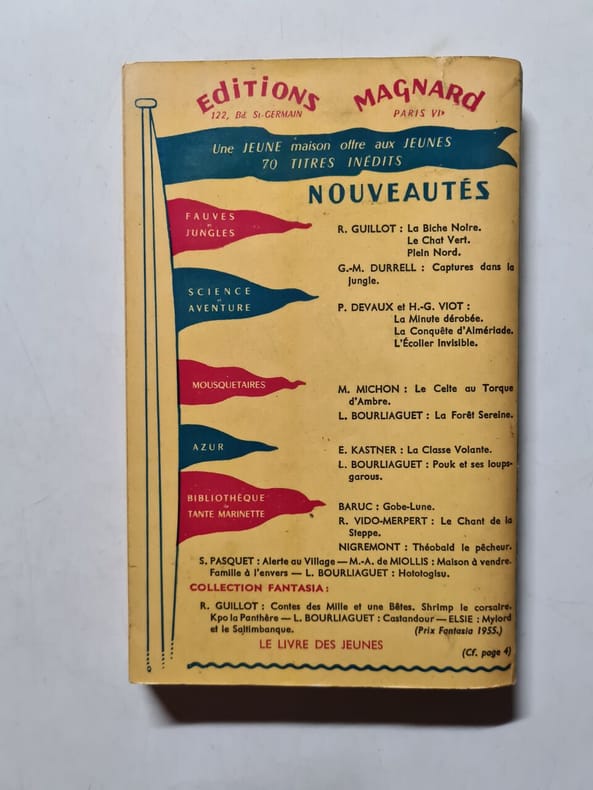 Editions MAGNARD
122, Bd. St-GERMAIN PARIS VIe
Une JEUNE maison offre aux JEUNES
70 TITRES INÉDITS
NOUVEAUTÉS
FAUVES
et
JUNGLES
R. GUILLOT : La Biche Noire.
Le Chat Vert.
Plein Nord.
G.-M. DURRELL : Captures dans la
Jungle.
SCIENCE
et
AVENTURE
P. DEVAUX et H.-G. VIOT :
La Minute dérobée.
La Conquête d'Almériade.
L'Écolier Invisible.
MOUSQUETAIRES
M. MICHON : Le Celte au Torque
d'Ambre.
L. BOURLIAGUET : La Forêt Sereine.
AZUR
E. KASTNER : La Classe Volante.
L. BOURLIAGUET : Pouk et ses loups-
garous.
BIBLIOTHÈQUE
de
TANTE MARINETTE
BARUC : Gobe-Lune.
R. VIDO-MERPERT : Le Chant de la
Steppe.
NIGREMONT : Théobald le pêcheur.
S. PASQUET : Alerte au Village — M.-A. de MIOLLIS : Maison à vendre.
Famille à l'envers — L. BOURLIAGUET : Hototogisu.
COLLECTION FANTASIA :
R. GUILLOT : Contes des Mille et une Bêtes. Shrimp le corsaire.
Kpo la Panthère — L. BOURLIAGUET : Castandour — ELSIE : Mylord
et le Saltimbanque. (Prix Fantasia 1955.)
LE LIVRE DES JEUNES
(Cf. page 4)